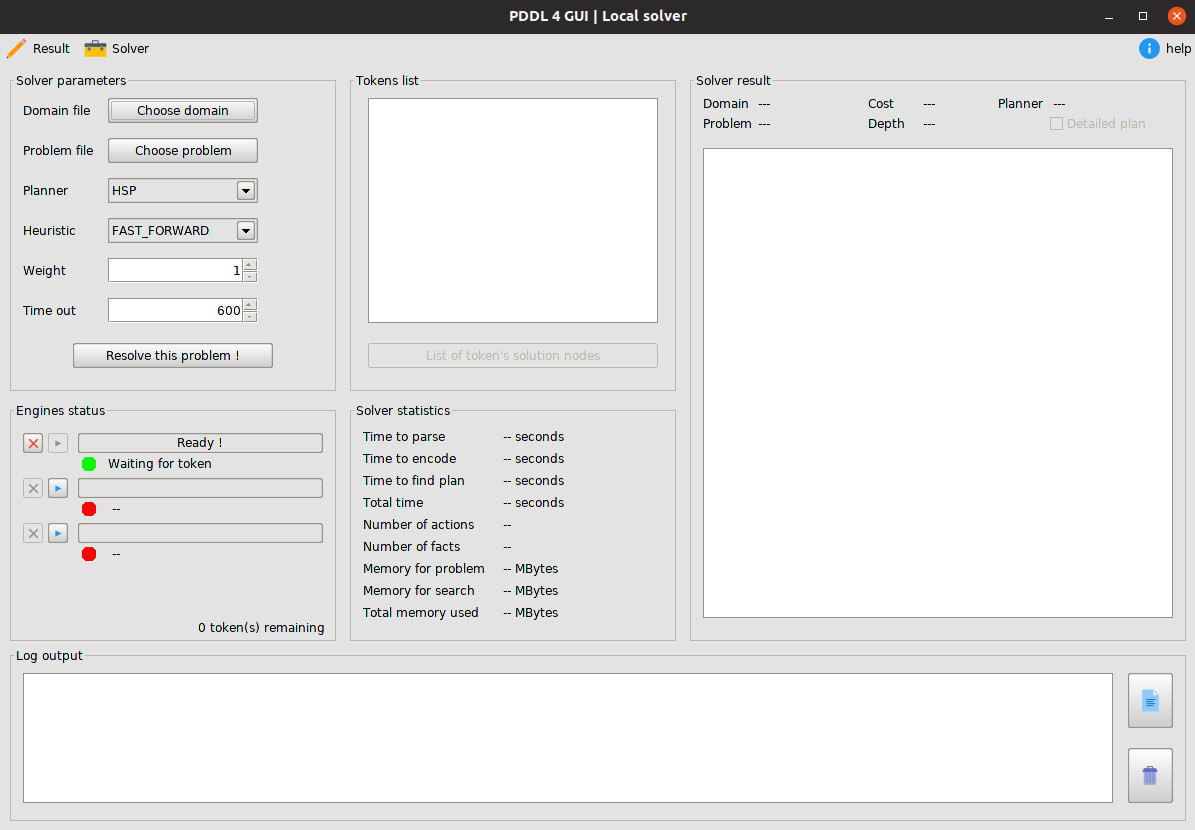 PDDL 4 GUI | Local solver
Result Solver help
Solver parameters
Domain file Choose domain
Problem file Choose problem
Planner HSP
Heuristic FAST_FORWARD
Weight 1
Time out 600
Resolve this problem !
Tokens list
List of token's solution nodes
Solver result
Domain --- Cost --- Planner ---
Problem --- Depth --- Detailed plan
Engines status
Ready !
Waiting for token
--
--
0 token(s) remaining
Solver statistics
Time to parse -- seconds
Time to encode -- seconds
Time to find plan -- seconds
Total time -- seconds
Number of actions --
Number of facts --
Memory for problem -- MBytes
Memory for search -- MBytes
Total memory used -- MBytes
Log output